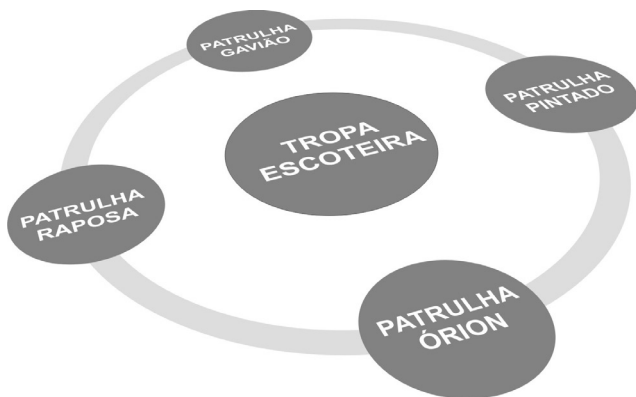 PATRULHA
GAVIÃO
PATRULHA
PINTADO
TROPA
ESCOTEIRA
PATRULHA
RAPOSA
PATRULHA
ÓRION